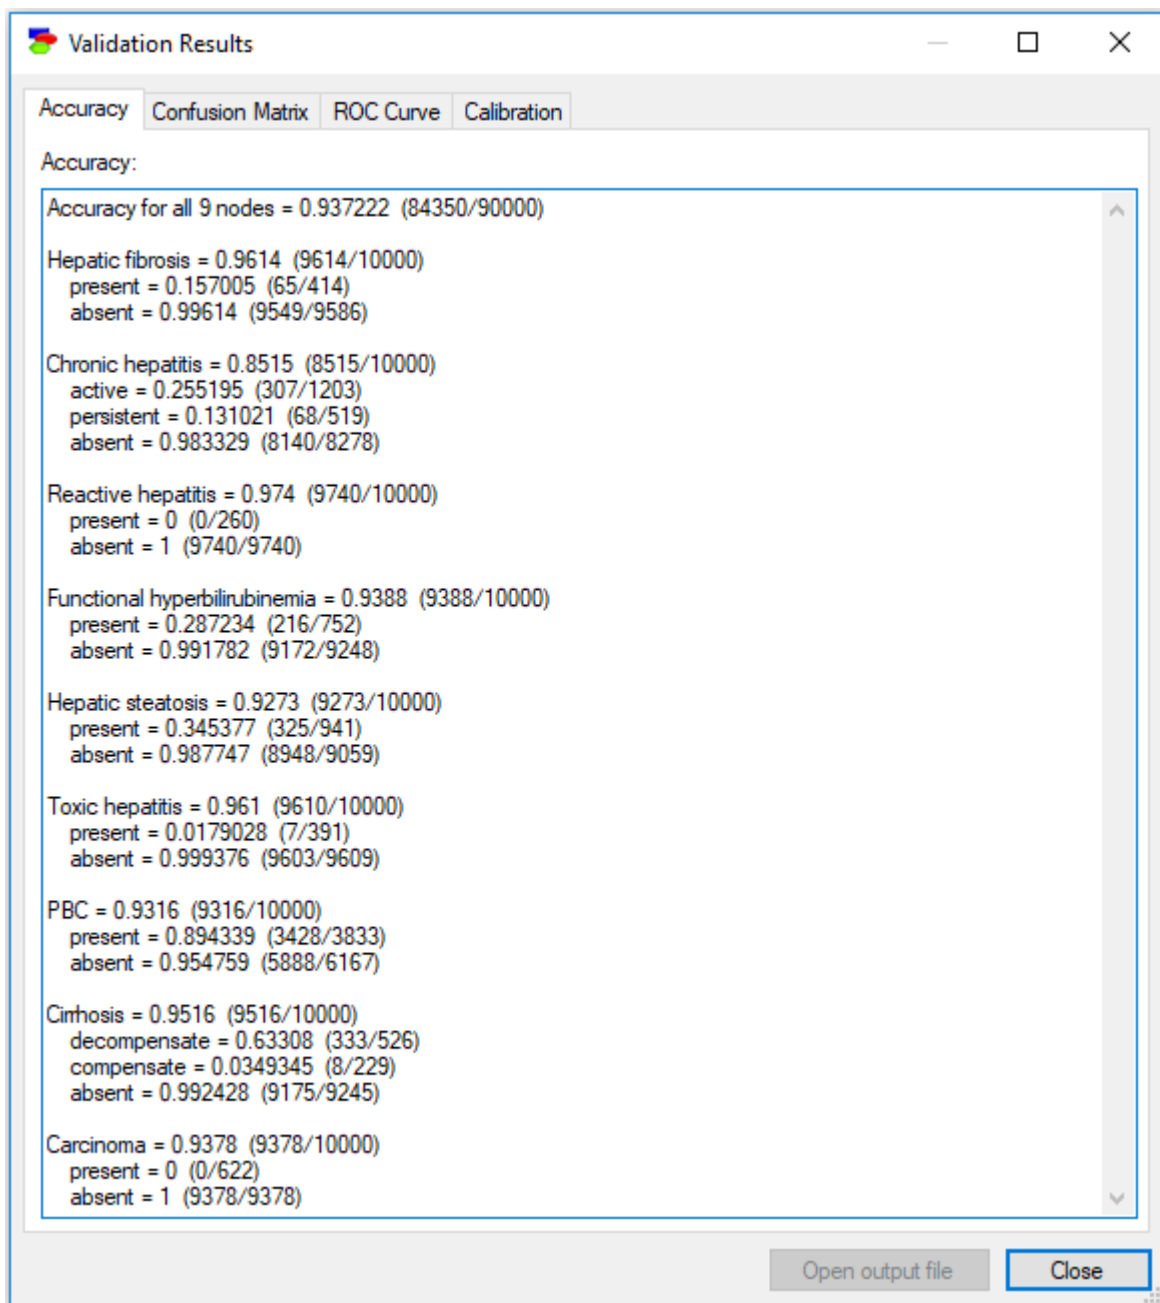 Validation Results
Accuracy Confusion Matrix ROC Curve Calibration
Accuracy:
Accuracy for all 9 nodes = 0.937222 (84350/90000)
Hepatic fibrosis = 0.9614 (9614/10000)
present = 0.157005 (65/414)
absent = 0.99614 (9549/9586)
Chronic hepatitis = 0.8515 (8515/10000)
active = 0.255195 (307/1203)
persistent = 0.131021 (68/519)
absent = 0.983329 (8140/8278)
Reactive hepatitis = 0.974 (9740/10000)
present = 0 (0/260)
absent = 1 (9740/9740)
Functional hyperbilirubinemia = 0.9388 (9388/10000)
present = 0.287234 (216/752)
absent = 0.991782 (9172/9248)
Hepatic steatosis = 0.9273 (9273/10000)
present = 0.345377 (325/941)
absent = 0.987747 (8948/9059)
Toxic hepatitis = 0.961 (9610/10000)
present = 0.0179028 (7/391)
absent = 0.999376 (9603/9609)
PBC = 0.9316 (9316/10000)
present = 0.894339 (3428/3833)
absent = 0.954759 (5888/6167)
Cirrhosis = 0.9516 (9516/10000)
decompensate = 0.63308 (333/526)
compensate = 0.0349345 (8/229)
absent = 0.992428 (9175/9245)
Carcinoma = 0.9378 (9378/10000)
present = 0 (0/622)
absent = 1 (9378/9378)
Open output file Close